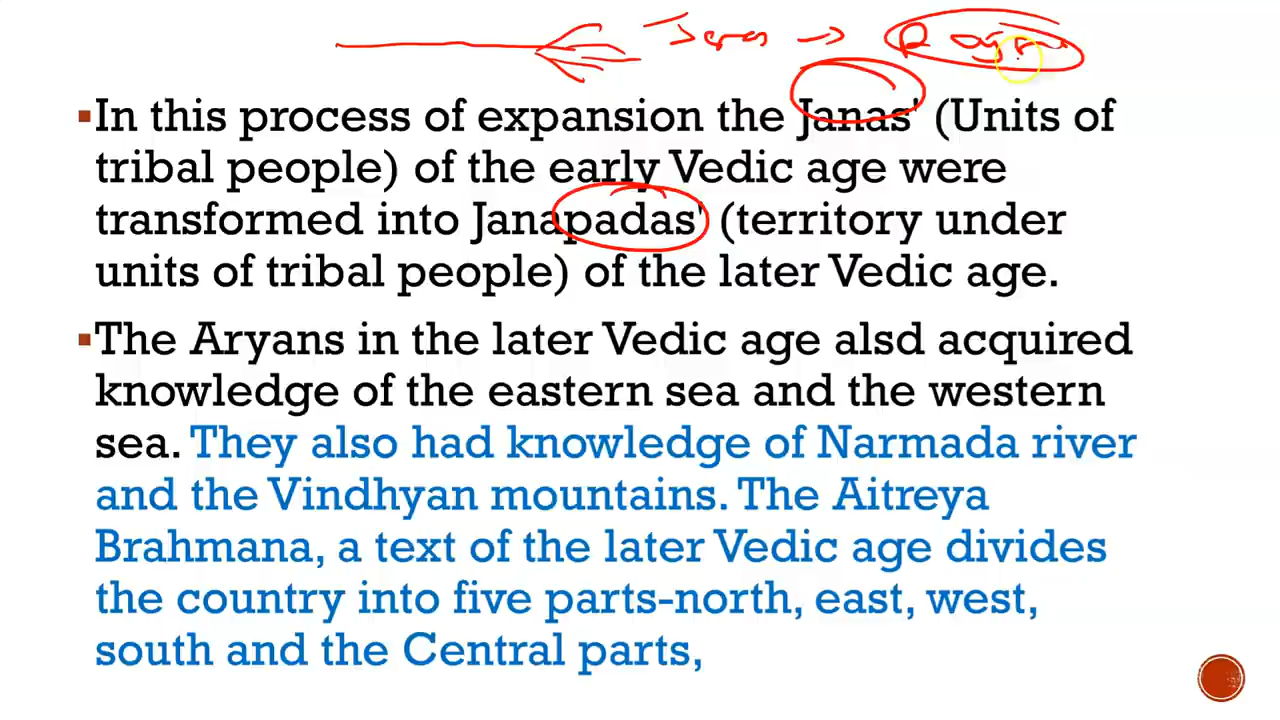 Janas →
In this process of expansion the Janas' (Units of
tribal people) of the early Vedic age were
transformed into Janapadas' (territory under
units of tribal people) of the later Vedic age.
The Aryans in the later Vedic age alsd acquired
knowledge of the eastern sea and the western
sea. They also had knowledge of Narmada river
and the Vindhyan mountains. The Aitreya
Brahmana, a text of the later Vedic age divides
the country into five parts-north, east, west,
south and the Central parts,